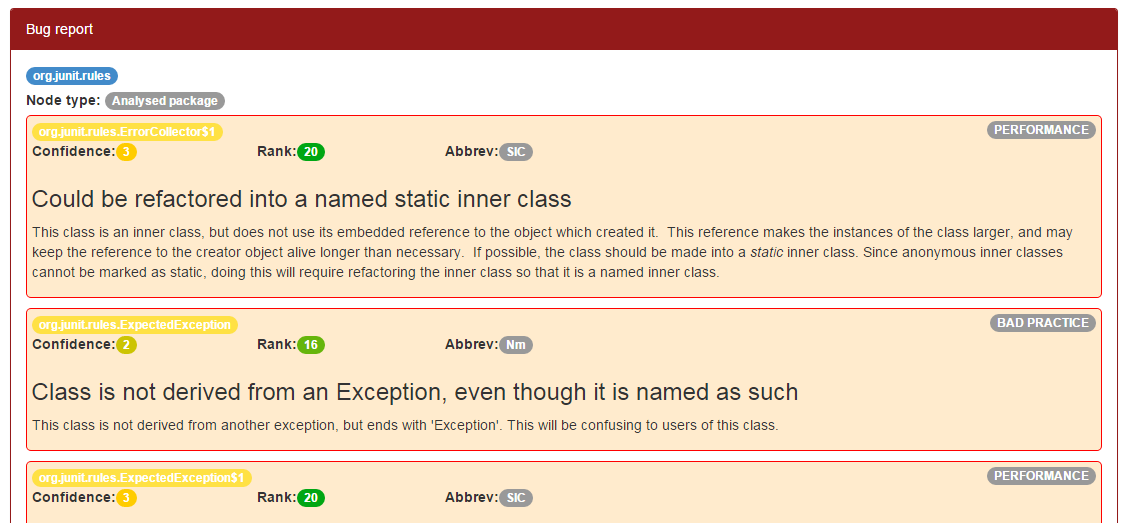 Bug report
org.junit.rules
Node type: Analysed package
org.junit.rules.ErrorCollector$1 PERFORMANCE
Confidence:3 Rank:20 Abbrev:SIC
Could be refactored into a named static inner class
This class is an inner class, but does not use its embedded reference to the object which created it.  This reference makes the instances of the class larger, and may
keep the reference to the creator object alive longer than necessary.  If possible, the class should be made into a static inner class. Since anonymous inner classes
cannot be marked as static, doing this will require refactoring the inner class so that it is a named inner class.
org.junit.rules.ExpectedException BAD PRACTICE
Confidence:2 Rank:16 Abbrev:Nm
Class is not derived from an Exception, even though it is named as such
This class is not derived from another exception, but ends with 'Exception'. This will be confusing to users of this class.
org.junit.rules.ExpectedException$1 PERFORMANCE
Confidence:3 Rank:20 Abbrev:SIC